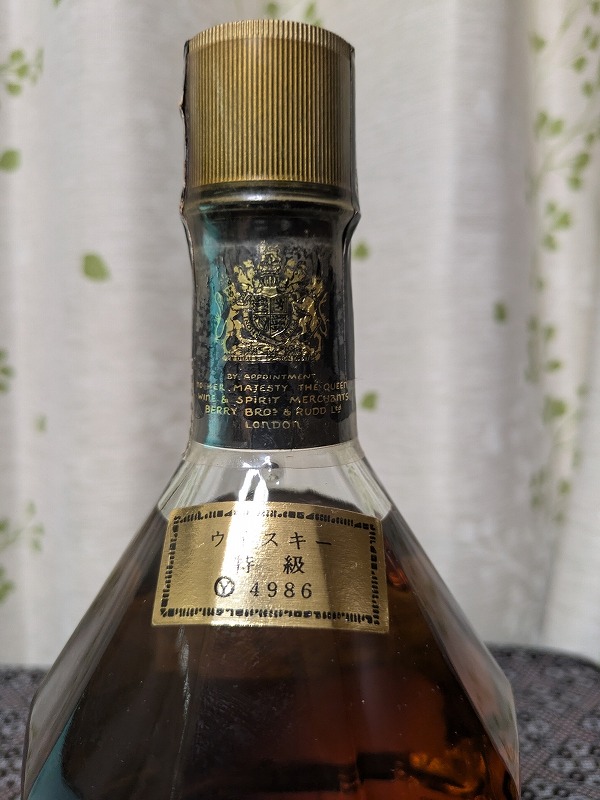 BY APPOINTMENT
TO HER MAJESTY THE QUEEN
WINE & SPIRIT MERCHANTS
BERRY BROS & RUDD LTD
LONDON
ウイスキー
特級
Ⓨ 4986